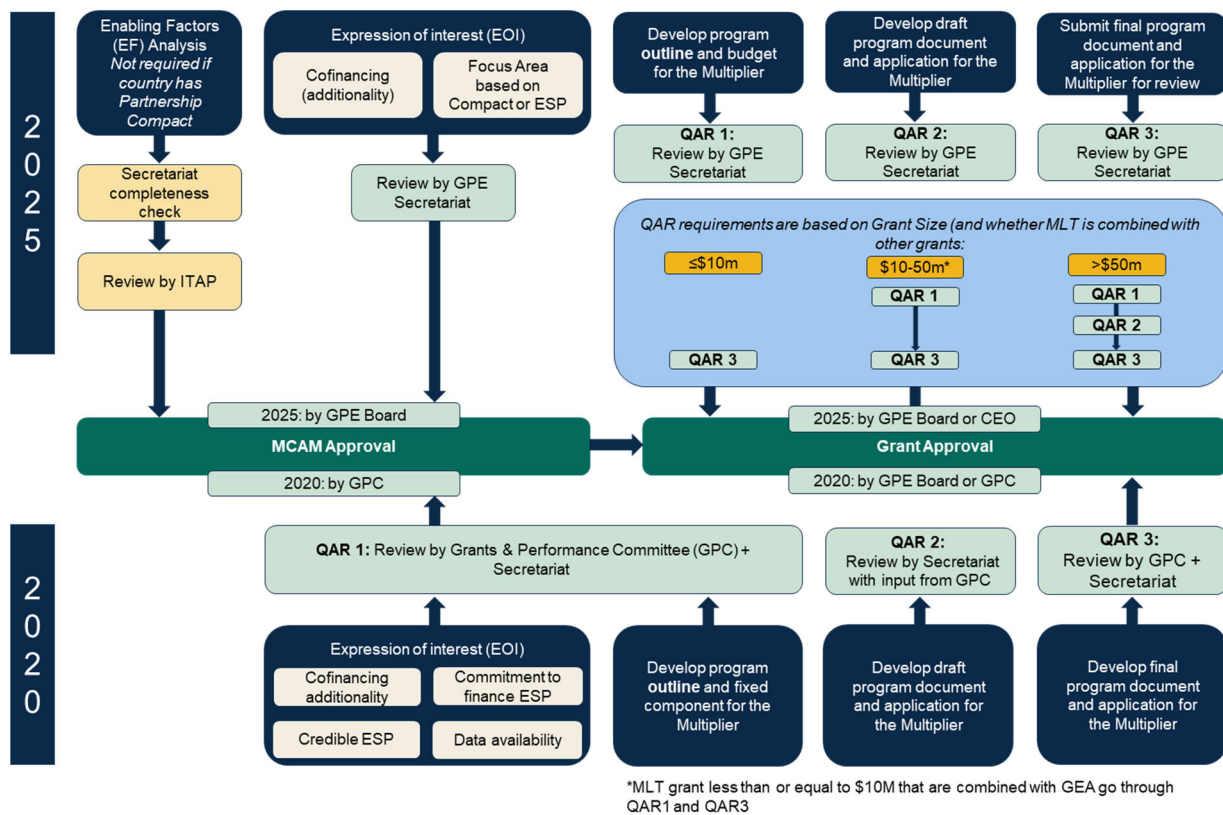 2
0
2
5
Enabling Factors
(EF) Analysis
Not required if
country has
Partnership
Compact
Secretariat
completeness
check
Review by ITAP
Expression of interest (EOI)
Cofinancing
(additionality)
Focus Area
based on
Compact or ESP
Review by GPE
Secretariat
Develop program
outline and budget
for the Multiplier
QAR 1:
Review by GPE
Secretariat
Develop draft
program document
and application for the
Multiplier
QAR 2:
Review by GPE
Secretariat
Submit final program
document and
application for the
Multiplier for review
QAR 3:
Review by GPE
Secretariat
QAR requirements are based on Grant Size (and whether MLT is combined with
other grants:
≤$10m
QAR 3
$10-50m*
QAR 1
QAR 3
>$50m
QAR 1
QAR 2
QAR 3
2025: by GPE Board
MCAM Approval
2020: by GPC
2025: by GPE Board or CEO
Grant Approval
2020: by GPE Board or GPC
2
0
2
0
QAR 1: Review by Grants & Performance Committee (GPC) +
Secretariat
QAR 2:
Review by Secretariat
with input from GPC
QAR 3:
Review by GPC +
Secretariat
Expression of interest (EOI)
Cofinancing
additionality
Commitment to
finance ESP
Credible ESP
Data availability
Develop program
outline and fixed
component for the
Multiplier
Develop draft
program document
and application for
the Multiplier
Develop final
program document
and application for
the Multiplier
*MLT grant less than or equal to $10M that are combined with GEA go through
QAR1 and QAR3